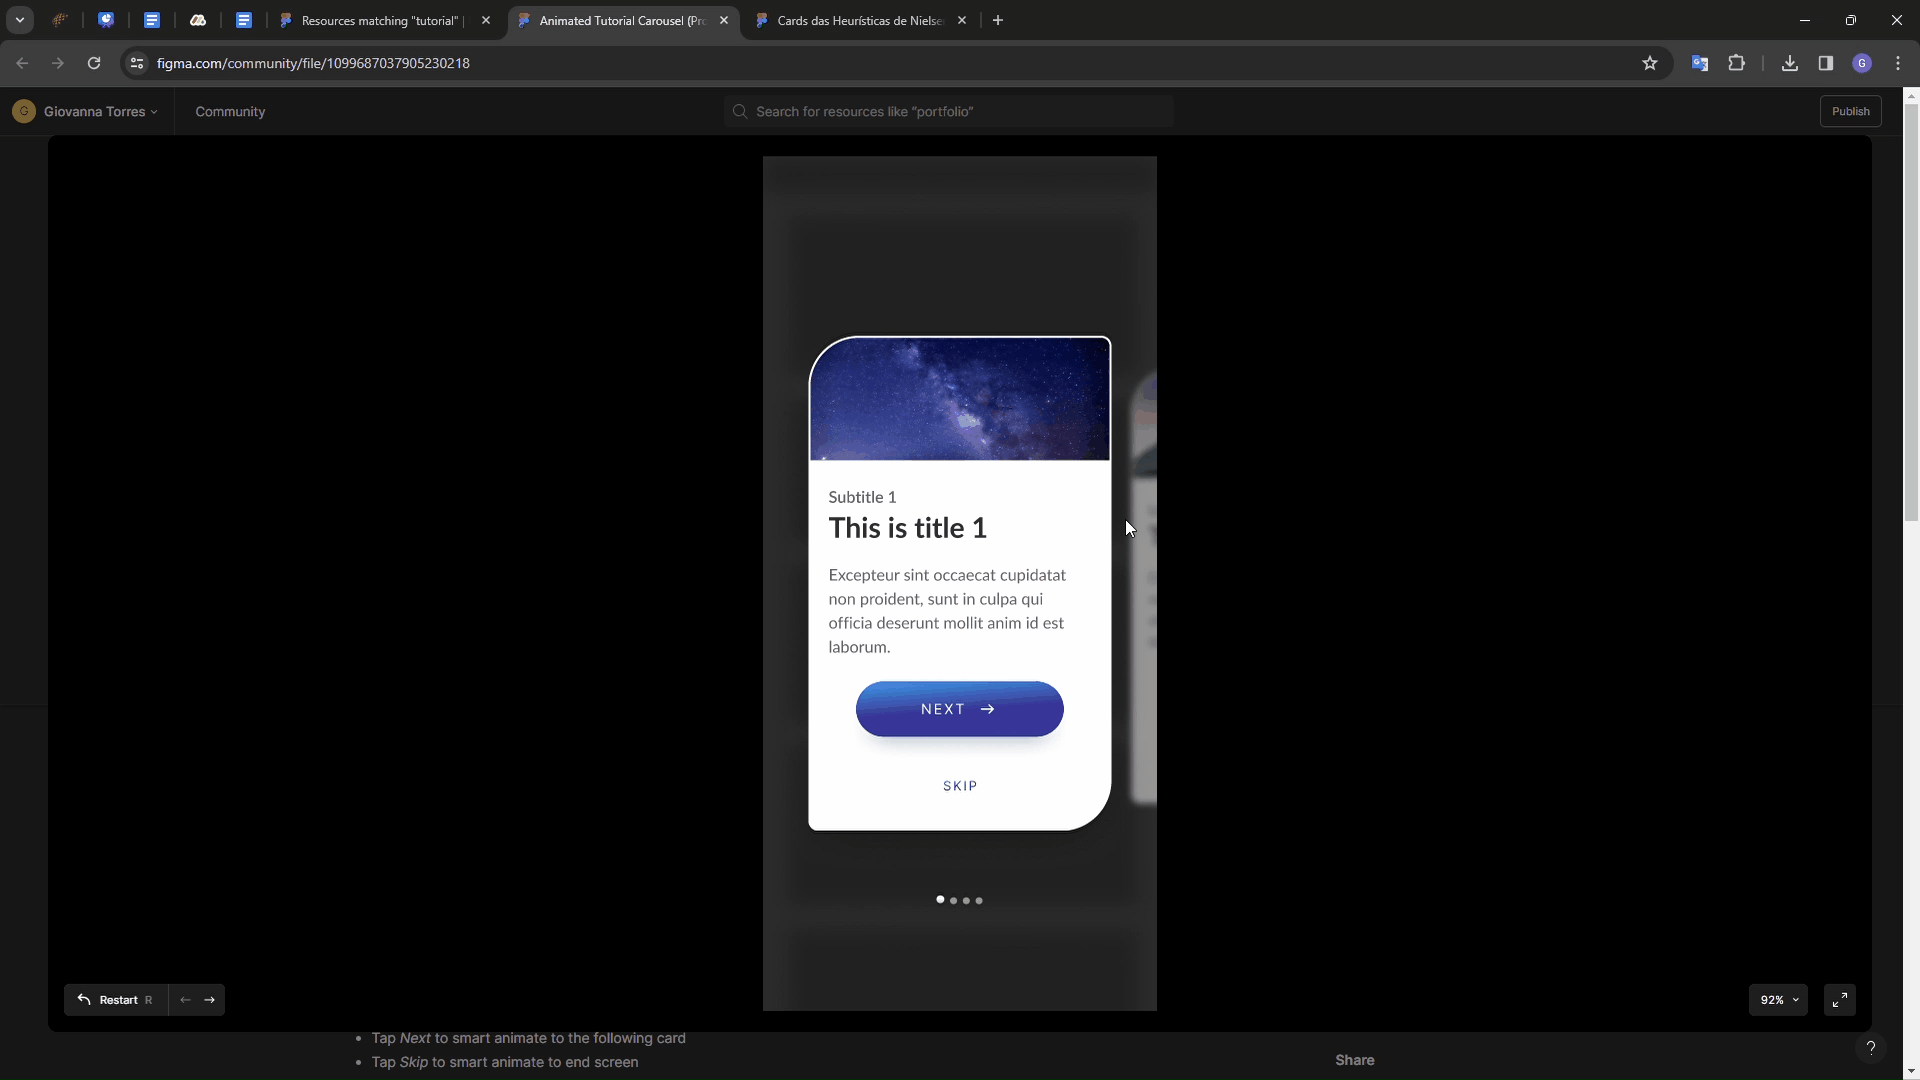 Resources matching "tutorial" |
Animated Tutorial Carousel (Pro
Cards das Heurísticas de Nielse
figma.com/community/file/1099687037905230218
G
G
Giovanna Torres
Community
Search for resources like "portfolio"
Publish
Subtitle 1
This is title 1
Excepteur sint occaecat cupidatat
non proident, sunt in culpa qui
officia deserunt mollit anim id est
laborum.
NEXT →
SKIP
Restart R ← →
92%
• Tap Next to smart animate to the following card
• Tap Skip to smart animate to end screen
Share
?